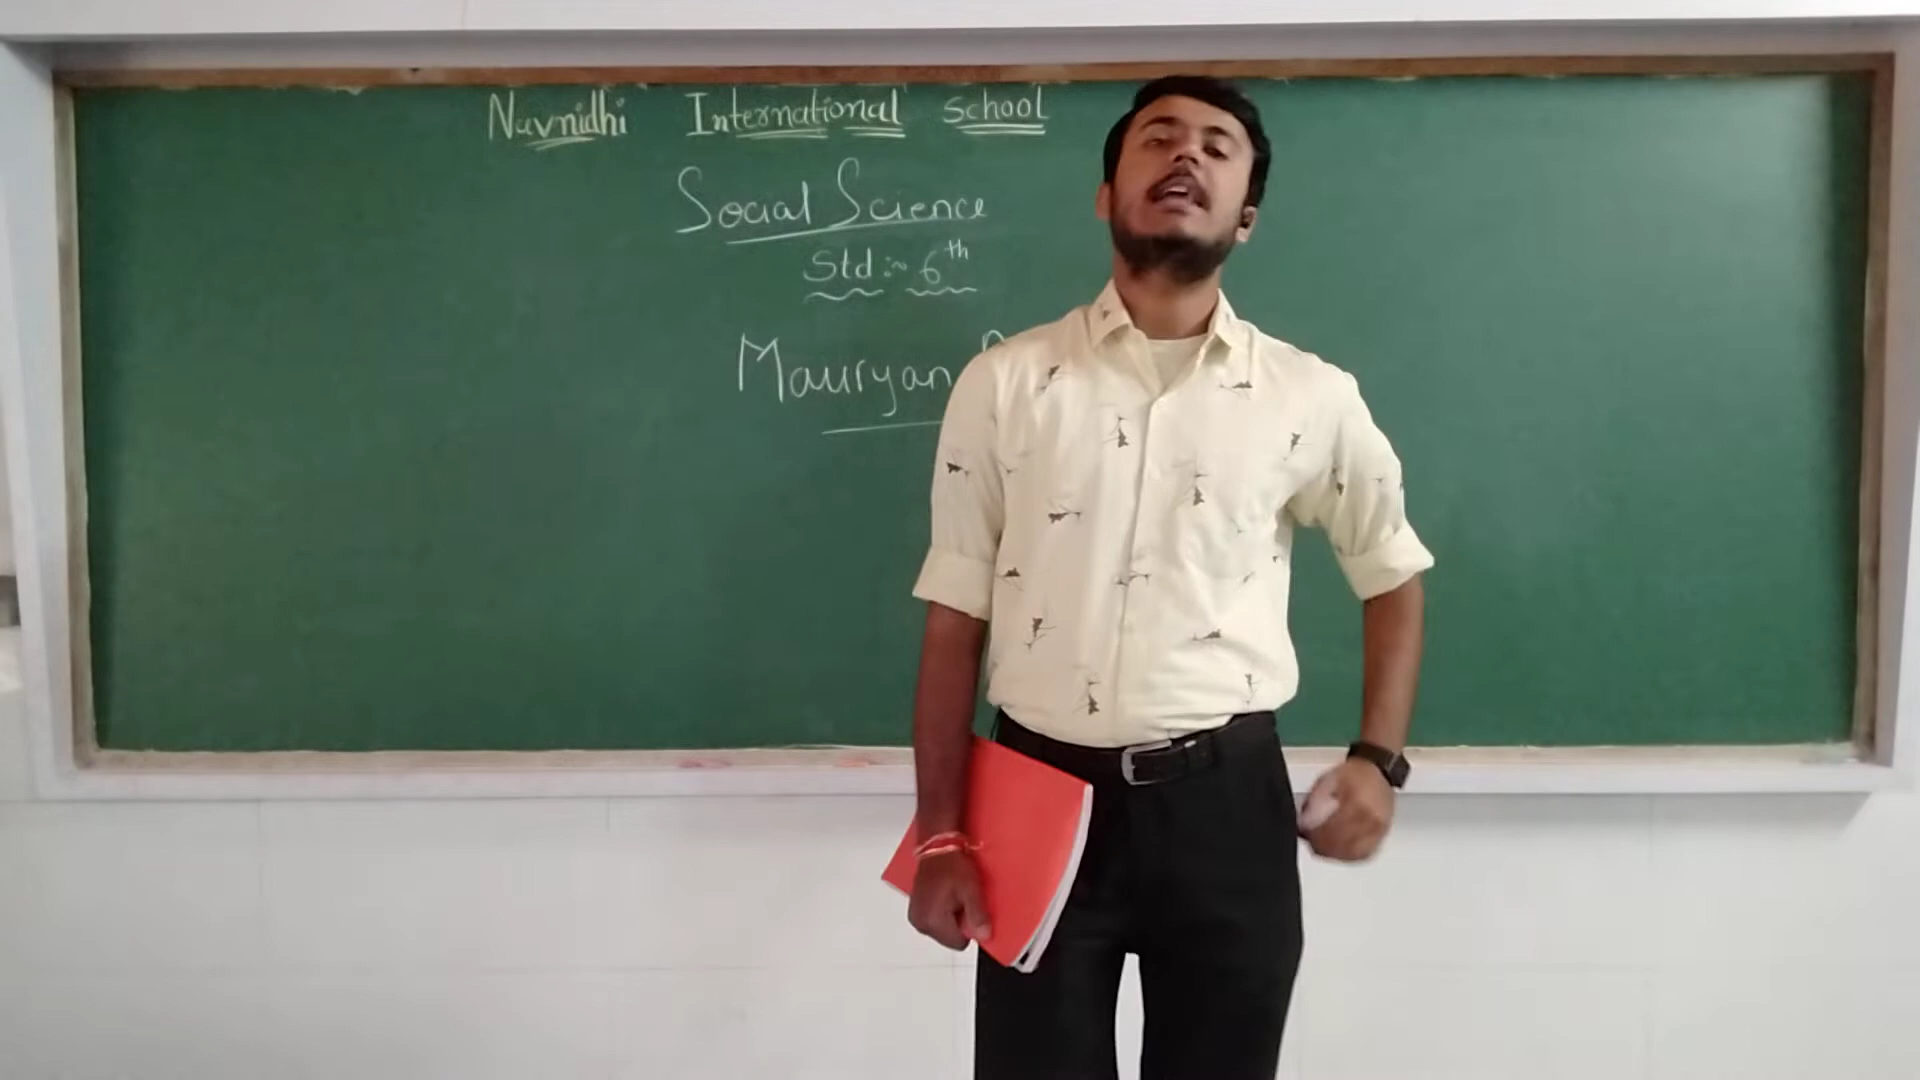 Navnidhi International School
Social Science
Std :~ 6th
Mauryan